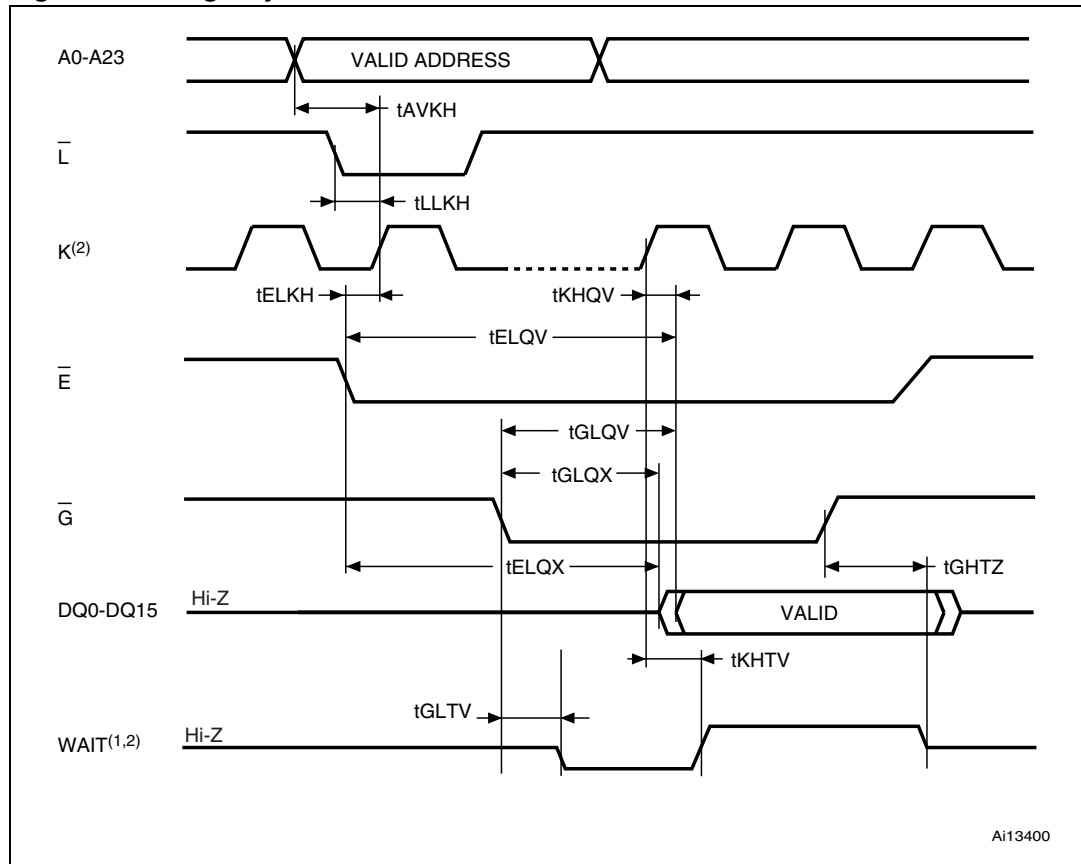 A0-A23
VALID ADDRESS
tAVKH
L
tLLKH
K(2)
tELKH
tKHQV
tELQV
E
tGLQV
tGLQX
G
tELQX
tGHTZ
DQ0-DQ15
Hi-Z
VALID
tKHTV
tGLTV
WAIT(1,2)
Hi-Z
Ai13400